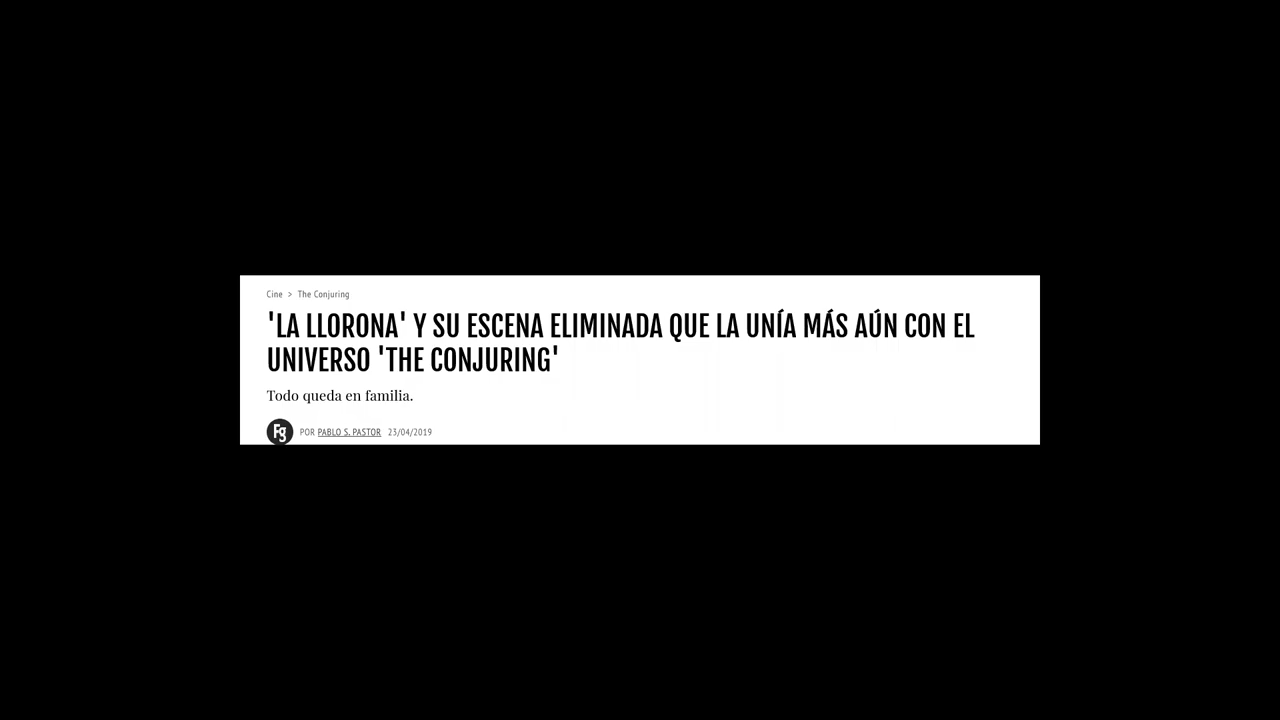 Cine > The Conjuring
'LA LLORONA' Y SU ESCENA ELIMINADA QUE LA UNÍA MÁS AÚN CON EL
UNIVERSO 'THE CONJURING'
Todo queda en familia.
Fg POR PABLO S. PASTOR 23/04/2019